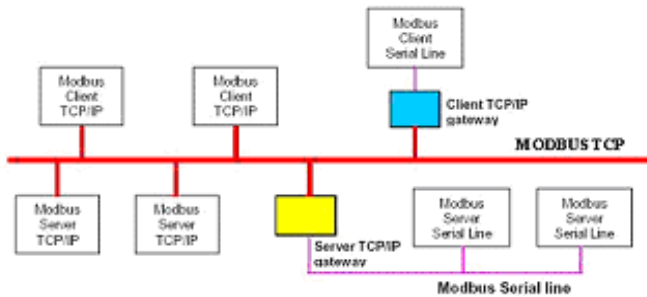 Modbus
Client
Serial Line
Modbus
Client
TCP/IP
Modbus
Client
TCP/IP
Client TCP/IP
gateway
MODBUS TCP
Modbus
Server
TCP/IP
Modbus
Server
TCP/IP
Server TCP/IP
gateway
Modbus
Server
Serial Line
Modbus
Server
Serial Line
Modbus Serial line